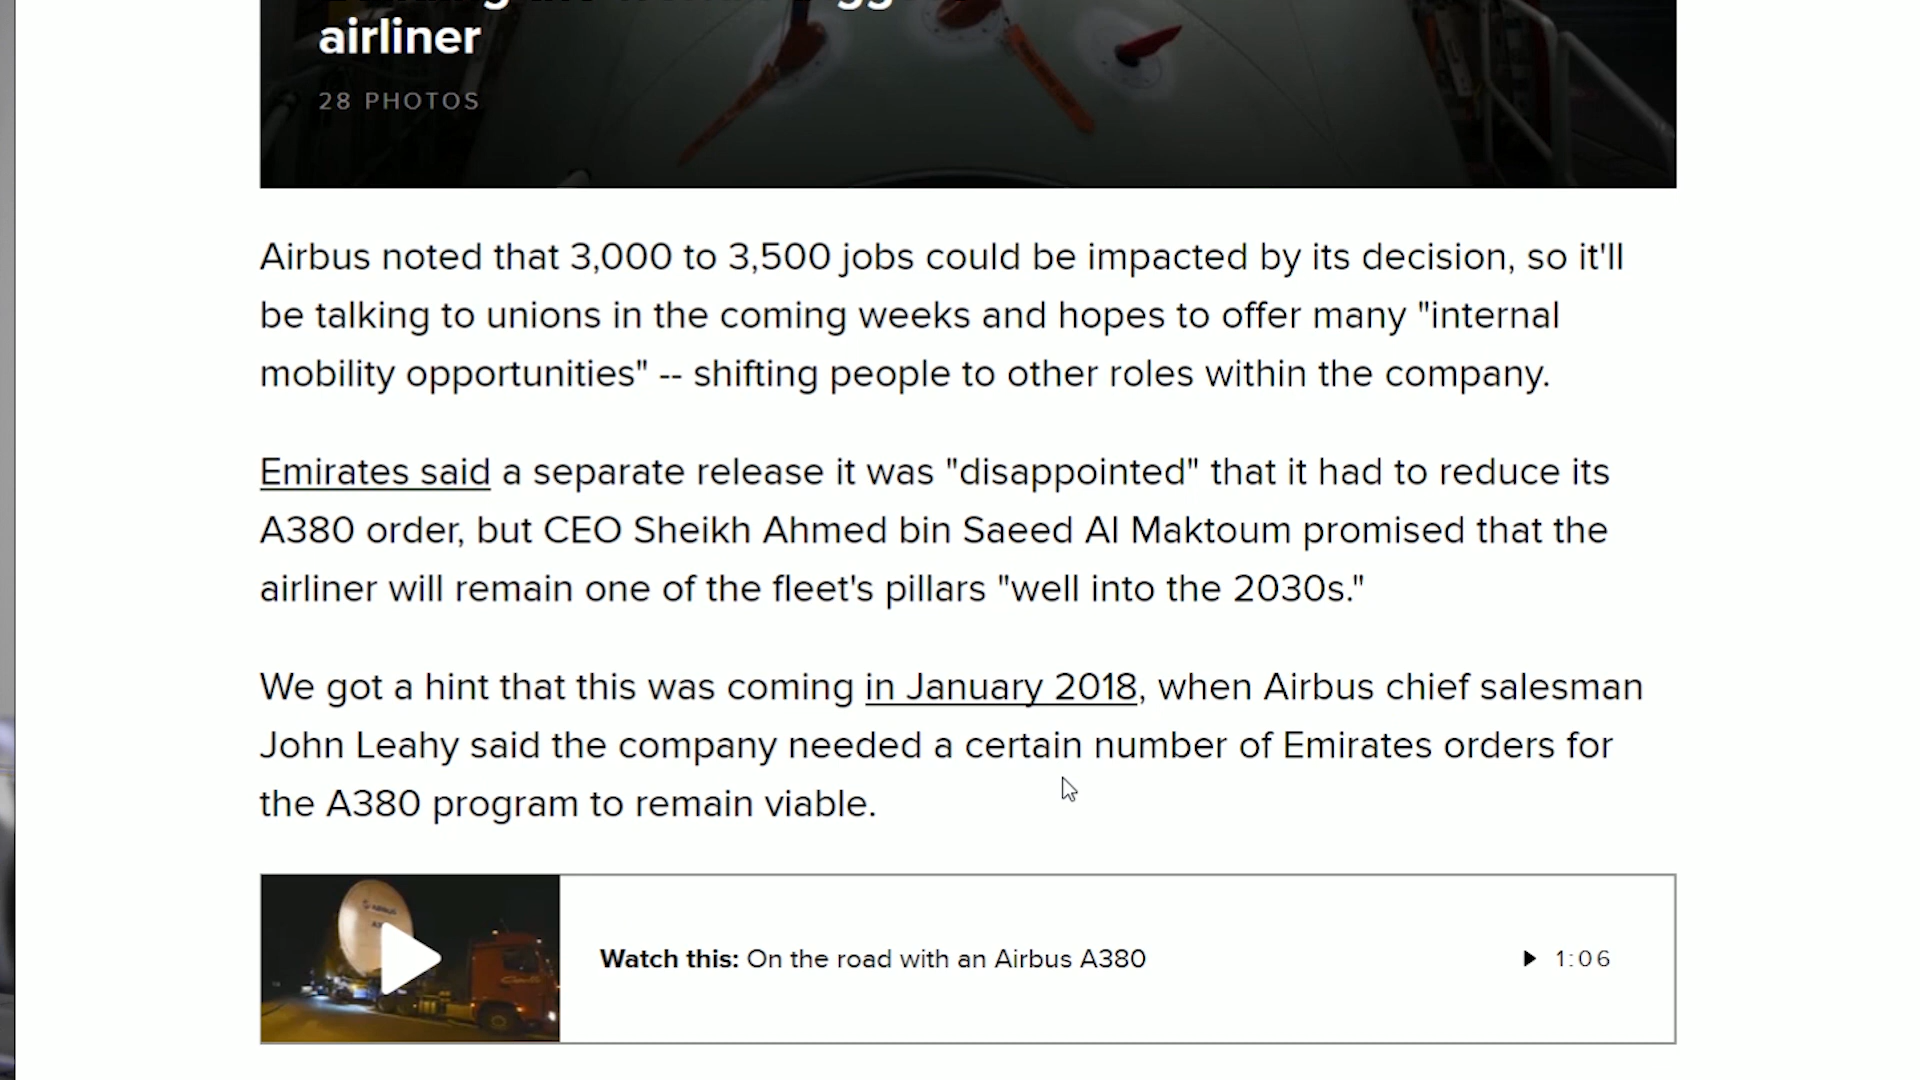 airliner
28 PHOTOS
Airbus noted that 3,000 to 3,500 jobs could be impacted by its decision, so it'll
be talking to unions in the coming weeks and hopes to offer many "internal
mobility opportunities" -- shifting people to other roles within the company.
Emirates said a separate release it was "disappointed" that it had to reduce its
A380 order, but CEO Sheikh Ahmed bin Saeed Al Maktoum promised that the
airliner will remain one of the fleet's pillars "well into the 2030s."
We got a hint that this was coming in January 2018, when Airbus chief salesman
John Leahy said the company needed a certain number of Emirates orders for
the A380 program to remain viable.
Watch this: On the road with an Airbus A380
1:06